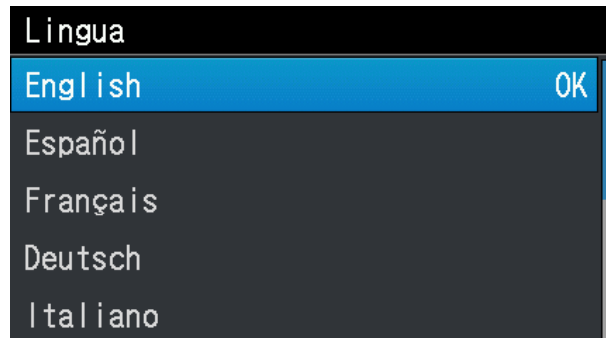 Lingua
English OK
Español
Français
Deutsch
Italiano